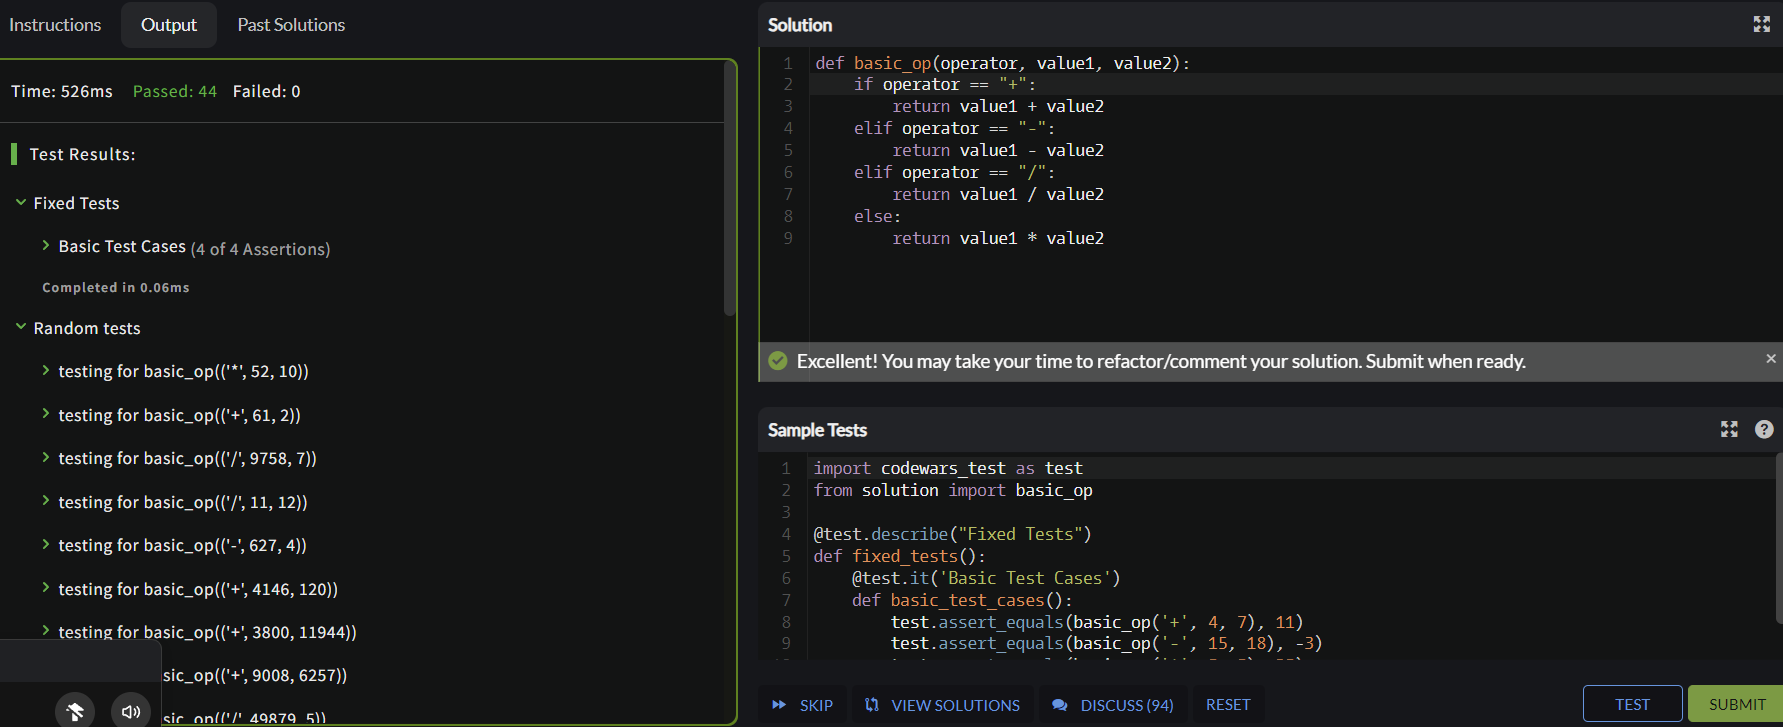 Instructions
Output
Past Solutions
Time: 526ms Passed: 44 Failed: 0
Test Results:
Fixed Tests
Basic Test Cases (4 of 4 Assertions)
Completed in 0.06ms
Random tests
testing for basic_op(('*', 52, 10))
testing for basic_op(('+', 61, 2))
testing for basic_op(('/', 9758, 7))
testing for basic_op(('/', 11, 12))
testing for basic_op(('-', 627, 4))
testing for basic_op(('+', 4146, 120))
testing for basic_op(('+', 3800, 11944))
sic_op(('+', 9008, 6257))
sic_op(('/', 49879, 5))
Solution
1 def basic_op(operator, value1, value2):
2     if operator == "+":
3         return value1 + value2
4     elif operator == "-":
5         return value1 - value2
6     elif operator == "/":
7         return value1 / value2
8     else:
9         return value1 * value2
Excellent! You may take your time to refactor/comment your solution. Submit when ready.
Sample Tests
1 import codewars_test as test
2 from solution import basic_op
3
4 @test.describe("Fixed Tests")
5 def fixed_tests():
6     @test.it('Basic Test Cases')
7     def basic_test_cases():
8         test.assert_equals(basic_op('+', 4, 7), 11)
9         test.assert_equals(basic_op('-', 15, 18), -3)
SKIP
VIEW SOLUTIONS
DISCUSS (94)
RESET
TEST
SUBMIT